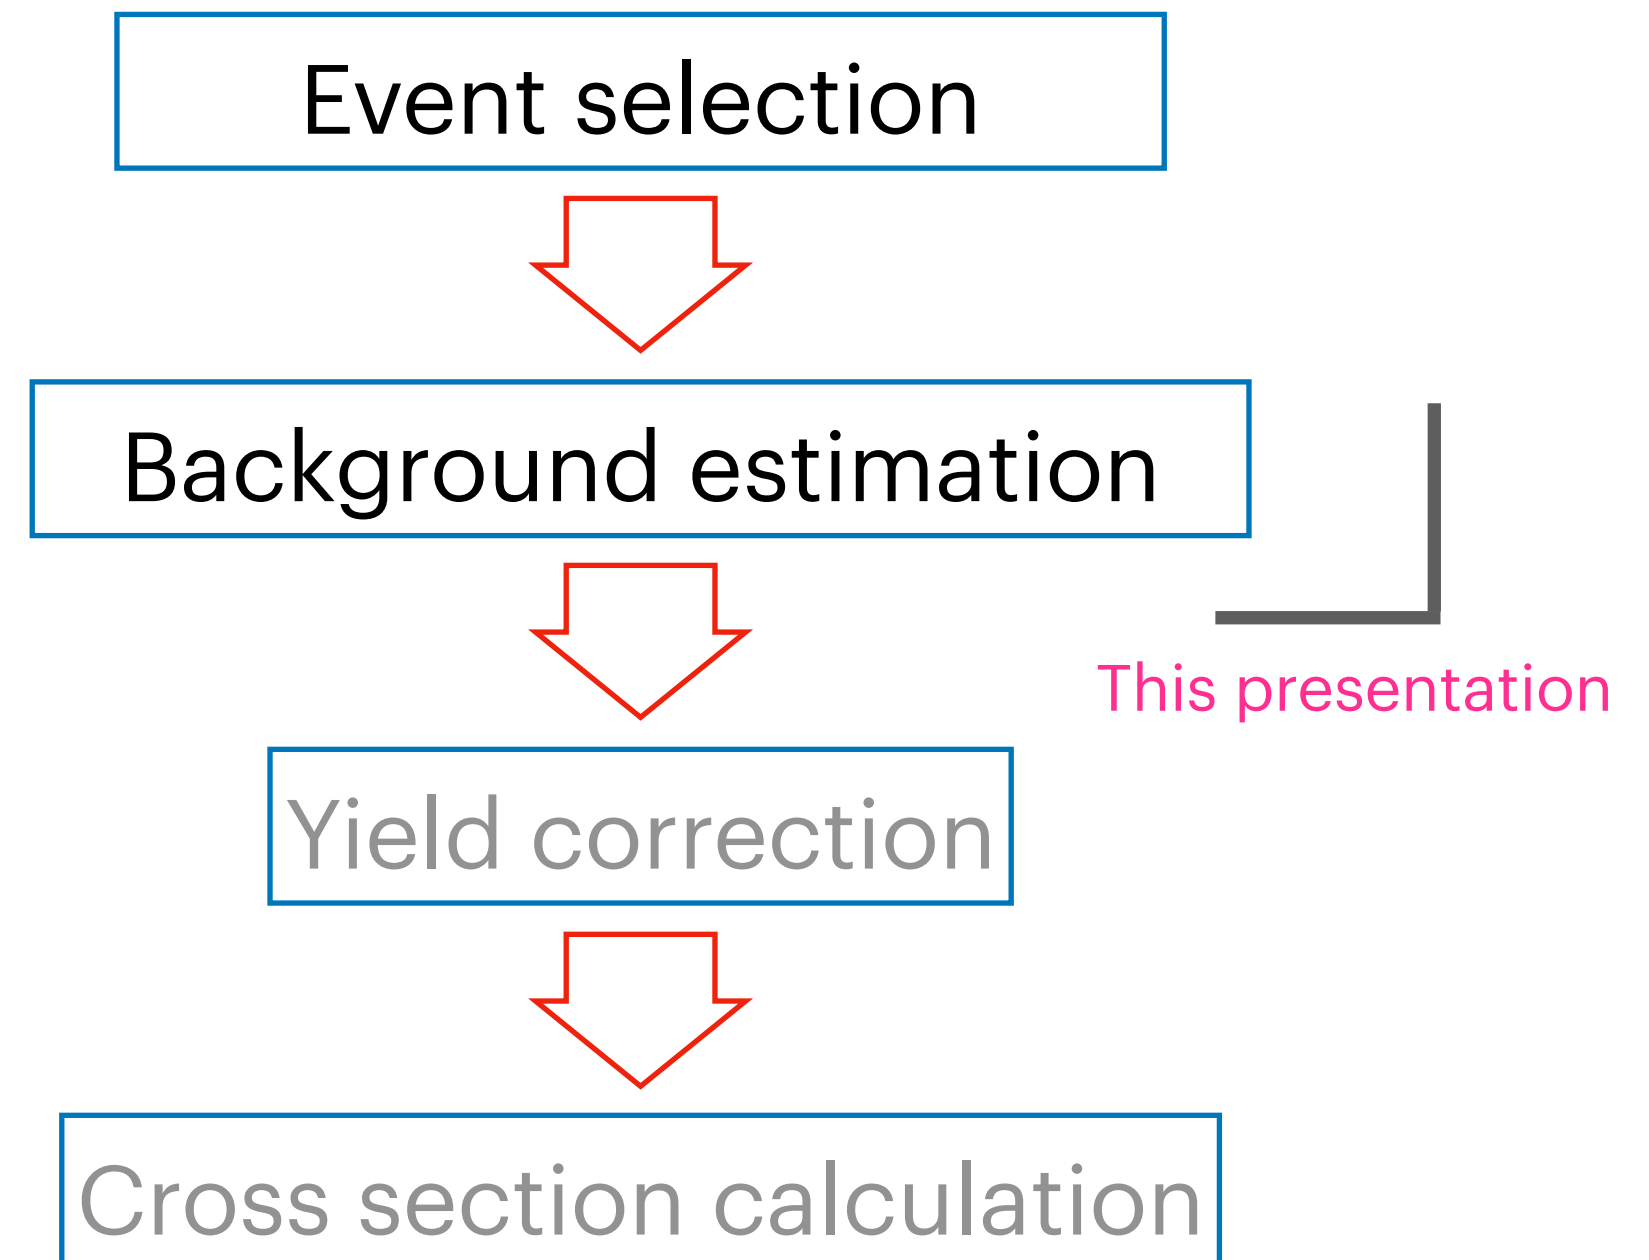 Event selection
Background estimation
This presentation
Yield correction
Cross section calculation